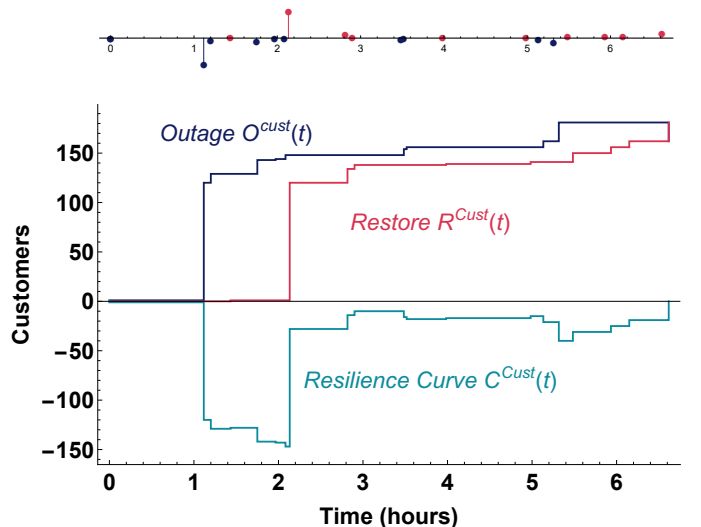 0 1 2 3 4 5 6
Outage O^cust(t)
150
Restore R^Cust(t)
100
50
0
−50
Resilience Curve C^Cust(t)
−100
−150
Customers
0 1 2 3 4 5 6
Time (hours)